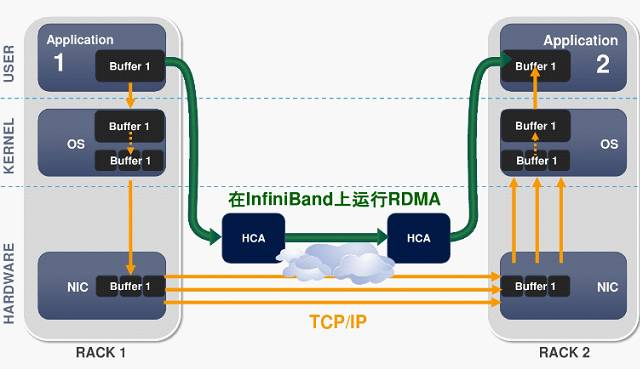 USER
KERNEL
HARDWARE
Application
1
Buffer 1
OS
Buffer 1
Buffer 1
NIC
Buffer 1
RACK 1
在InfiniBand上运行RDMA
HCA
HCA
TCP/IP
Application
2
Buffer 1
Buffer 1
OS
Buffer 1
Buffer 1
NIC
RACK 2